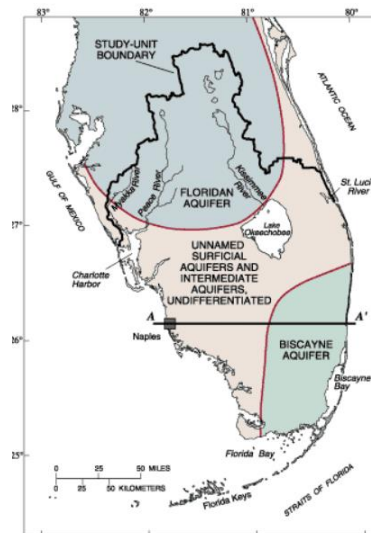 83°
82°
81°
80°
STUDY-UNIT
BOUNDARY
ATLANTIC OCEAN
28°
GULF OF MEXICO
Myakka River
Peace River
Kissimmee
River
FLORIDAN
AQUIFER
St. Lucie
River
27°
Lake
Okeechobee
UNNAMED
SURFICIAL
AQUIFERS AND
INTERMEDIATE
AQUIFERS,
UNDIFFERENTIATED
Charlotte
Harbor
A
A'
Naples
26°
BISCAYNE
AQUIFER
Biscayne
Bay
25°
Florida Bay
0 25 50 MILES
0 25 50 KILOMETERS
Florida Keys
STRAITS OF FLORIDA